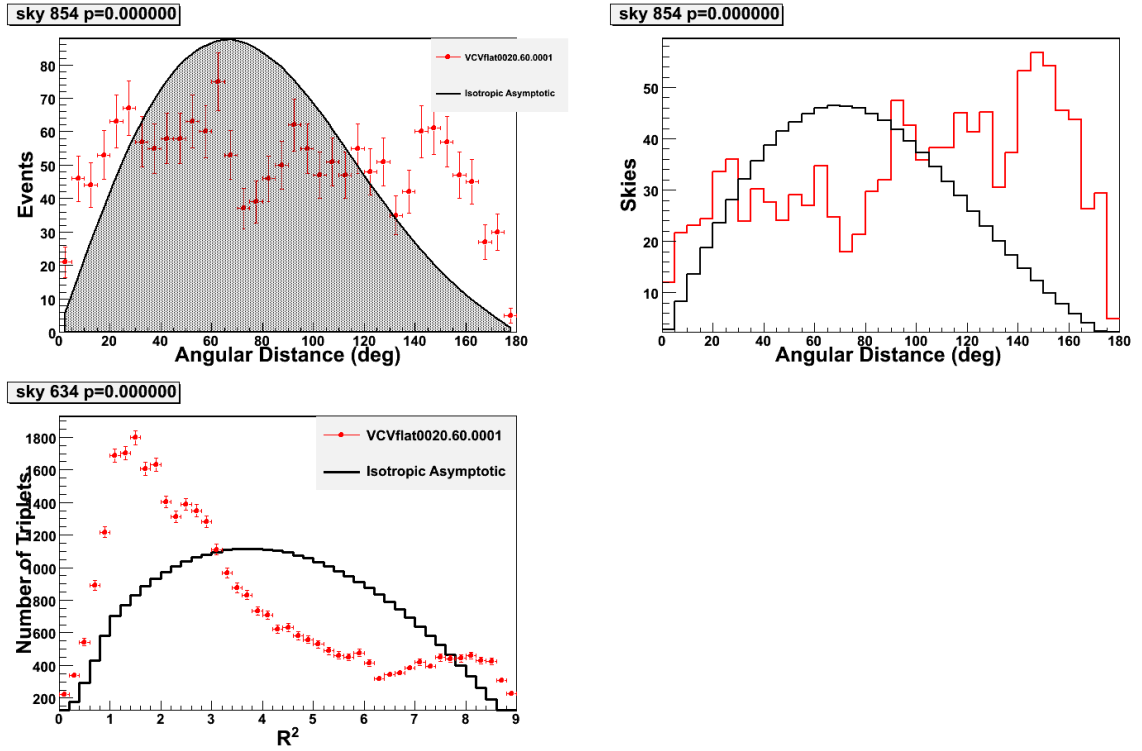 sky 854 p=0.000000
Events
80
70
60
50
40
30
20
10
0
VCVflat0020.60.0001
Isotropic Asymptotic
0 20 40 60 80 100 120 140 160 180
Angular Distance (deg)
sky 854 p=0.000000
Skies
50
40
30
20
10
0 20 40 60 80 100 120 140 160 180
Angular Distance (deg)
sky 634 p=0.000000
Number of Triplets
1800
1600
1400
1200
1000
800
600
400
200
VCVflat0020.60.0001
Isotropic Asymptotic
0 1 2 3 4 5 6 7 8 9
R²